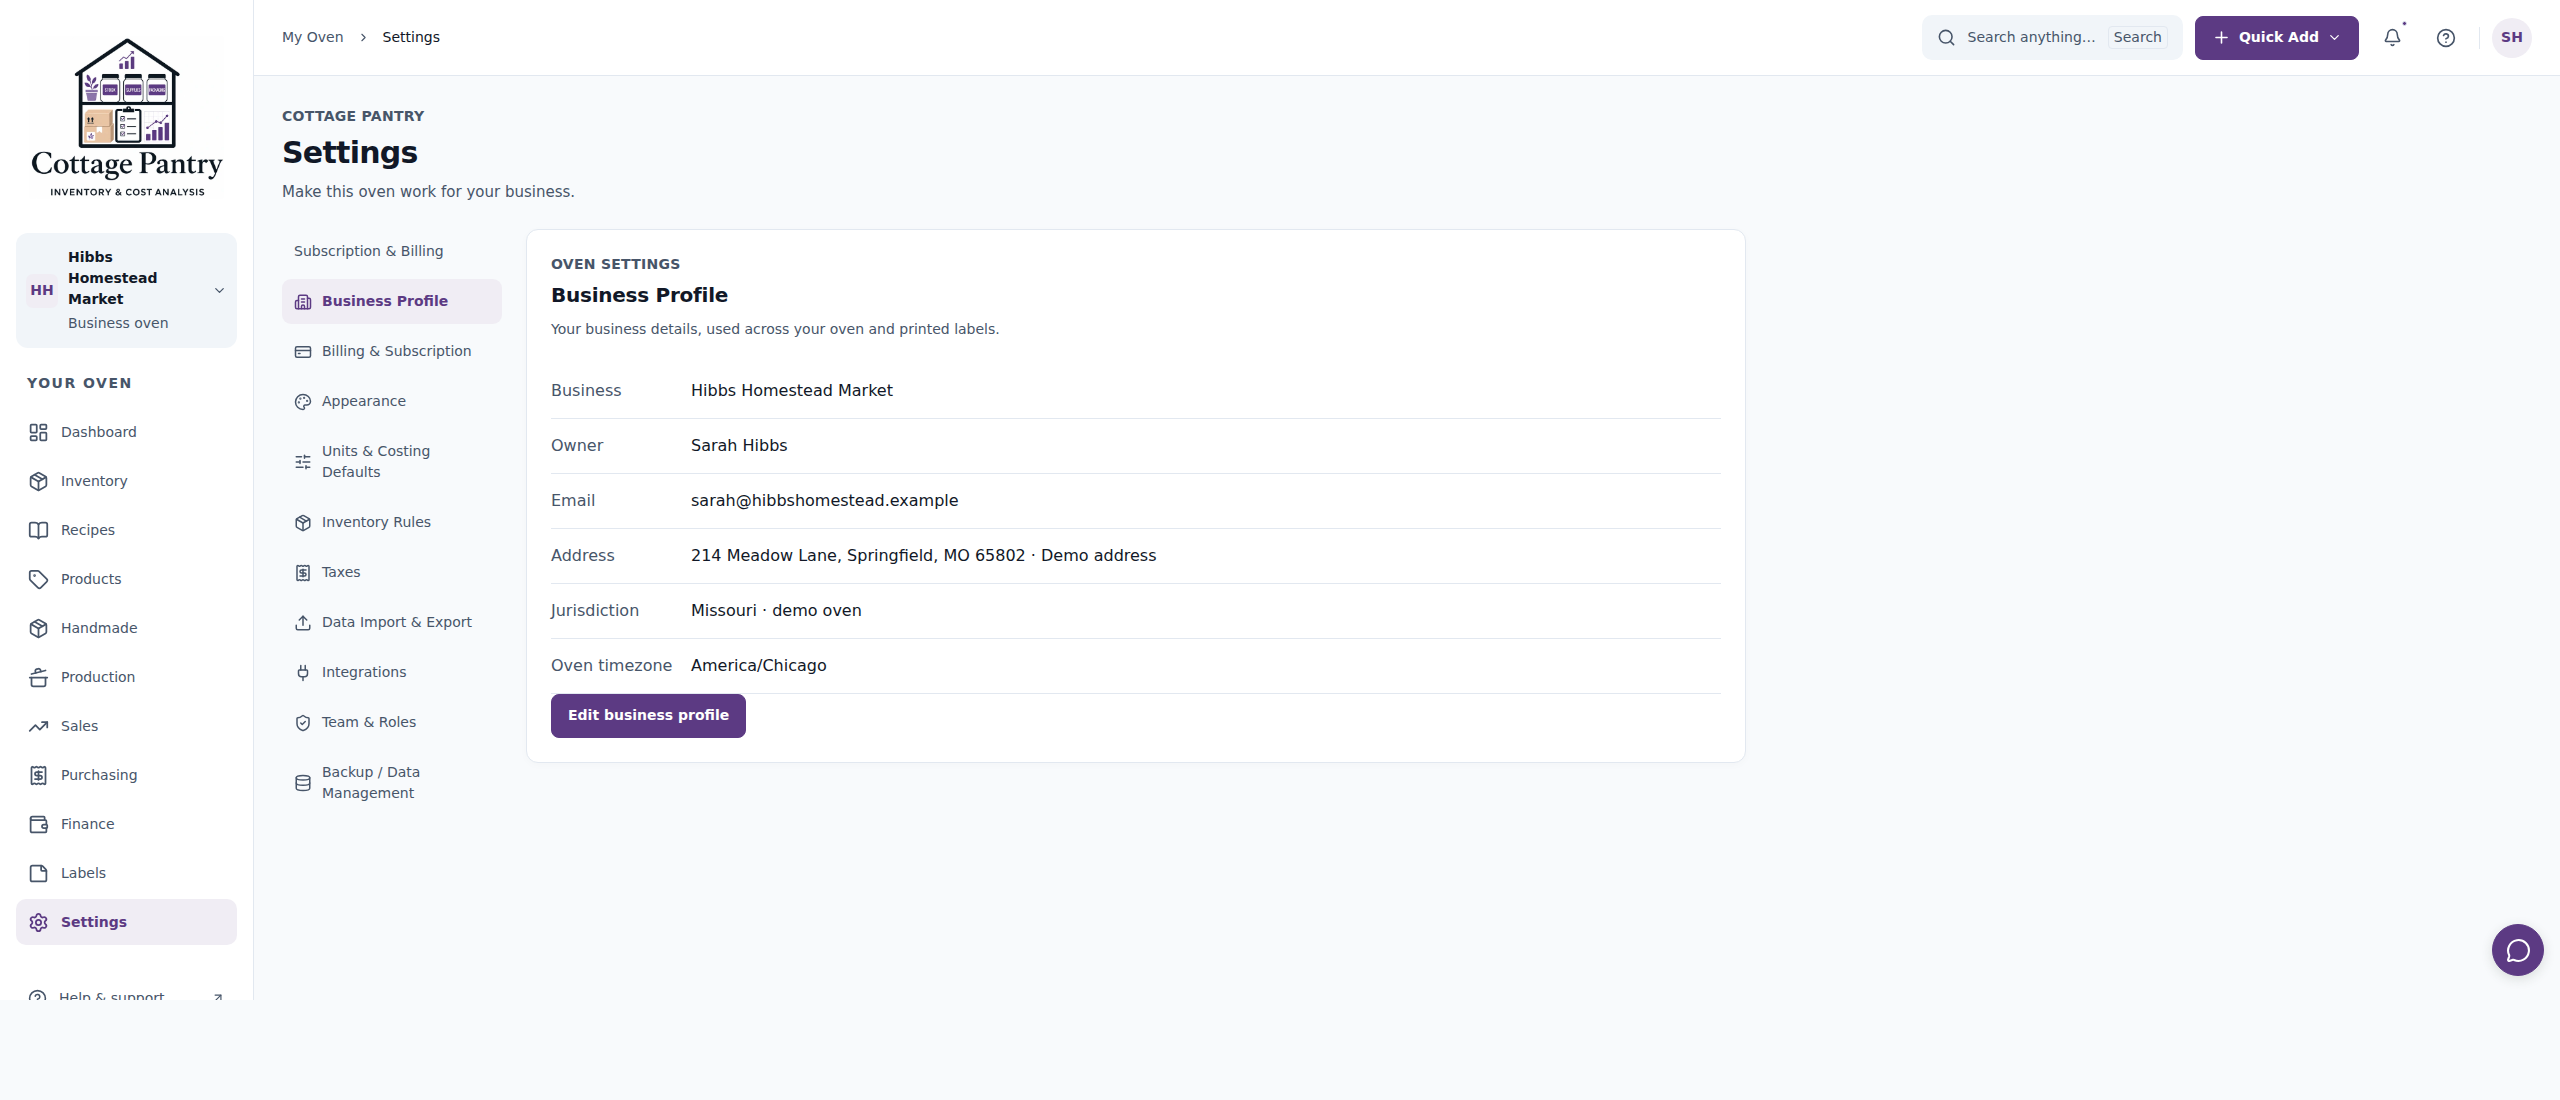 STOCK
SUPPLIES
PACKAGING
Cottage Pantry
INVENTORY & COST ANALYSIS
HH
Hibbs
Homestead
Market
Business oven
YOUR OVEN
Dashboard
Inventory
Recipes
Products
Handmade
Production
Sales
Purchasing
Finance
Labels
Settings
Help & support
My Oven
Settings
Search anything...
Search
Quick Add
SH
COTTAGE PANTRY
Settings
Make this oven work for your business.
Subscription & Billing
Business Profile
Billing & Subscription
Appearance
Units & Costing
Defaults
Inventory Rules
Taxes
Data Import & Export
Integrations
Team & Roles
Backup / Data
Management
OVEN SETTINGS
Business Profile
Your business details, used across your oven and printed labels.
Business Hibbs Homestead Market
Owner Sarah Hibbs
Email sarah@hibbshomestead.example
Address 214 Meadow Lane, Springfield, MO 65802 · Demo address
Jurisdiction Missouri · demo oven
Oven timezone America/Chicago
Edit business profile